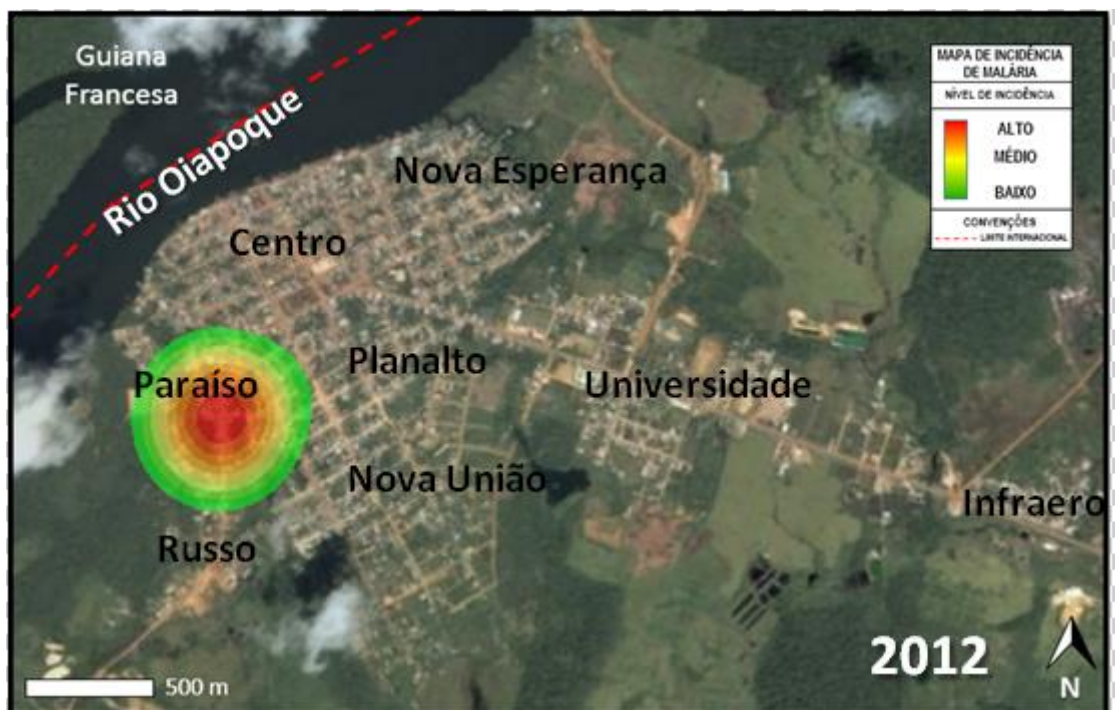 Guiana
Francesa
Rio Oiapoque
MAPA DE INCIDÊNCIA
DE MALÁRIA
NÍVEL DE INCIDÊNCIA
ALTO
MÉDIO
BAIXO
CONVENÇÕES
LIMITE INTERNACIONAL
Nova Esperança
Centro
Planalto
Paraíso
Universidade
Nova União
Infraero
Russo
2012
500 m
N